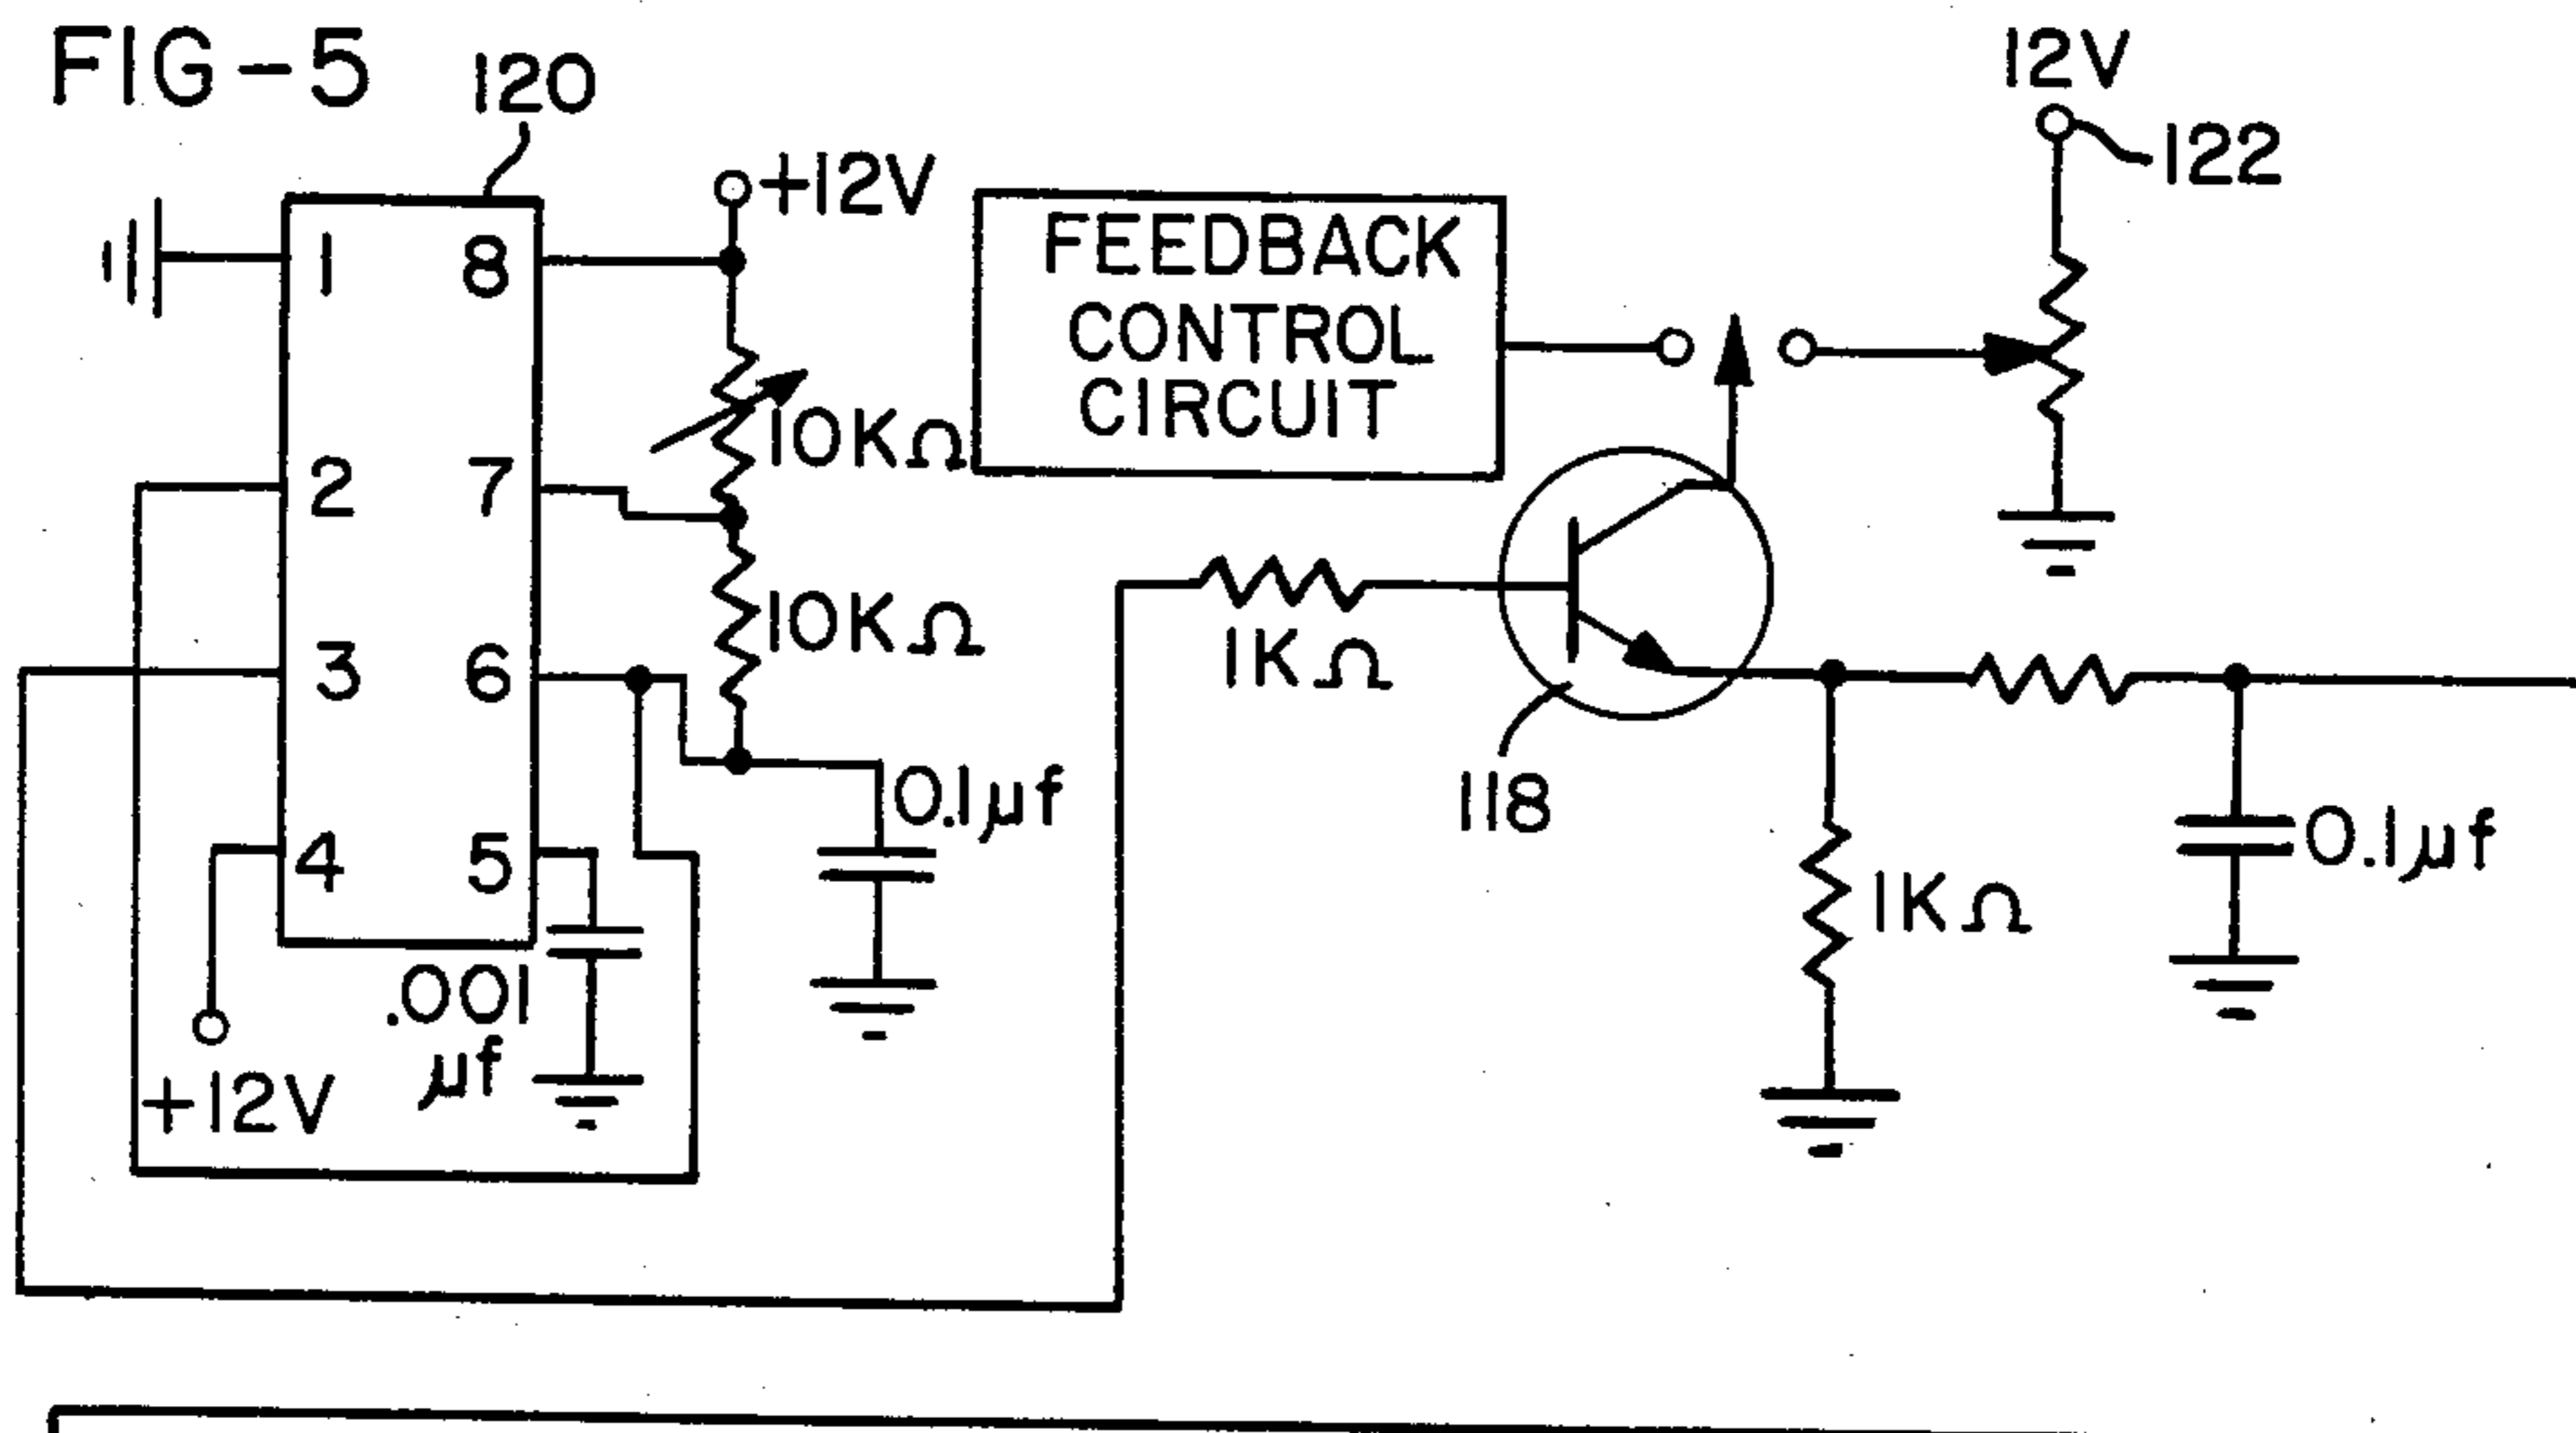 FIG-5
120
+12V
12V
122
1
8
FEEDBACK
CONTROL
CIRCUIT
10KΩ
2
7
10KΩ
3
6
1KΩ
118
0.1µf
4
5
1KΩ
0.1µf
.001
µf
+12V